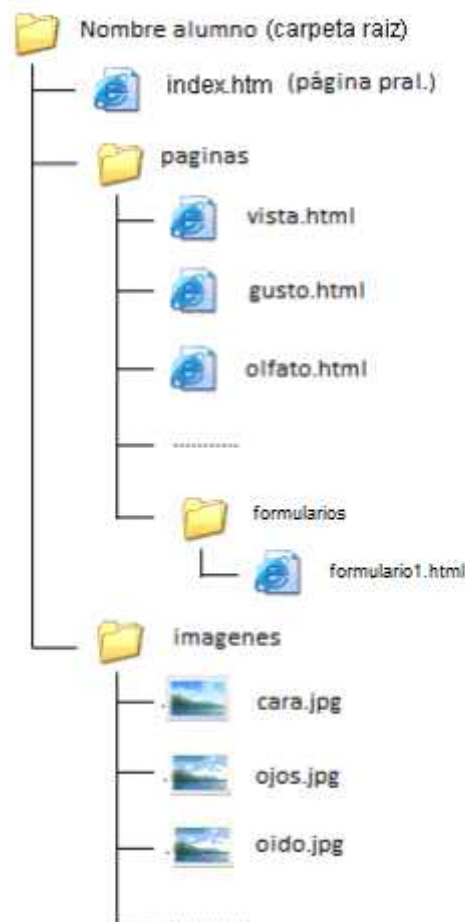 Nombre alumno (carpeta raiz)
index.htm (página pral.)
paginas
vista.html
gusto.html
olfato.html
formularios
formulario1.html
imagenes
cara.jpg
ojos.jpg
oido.jpg